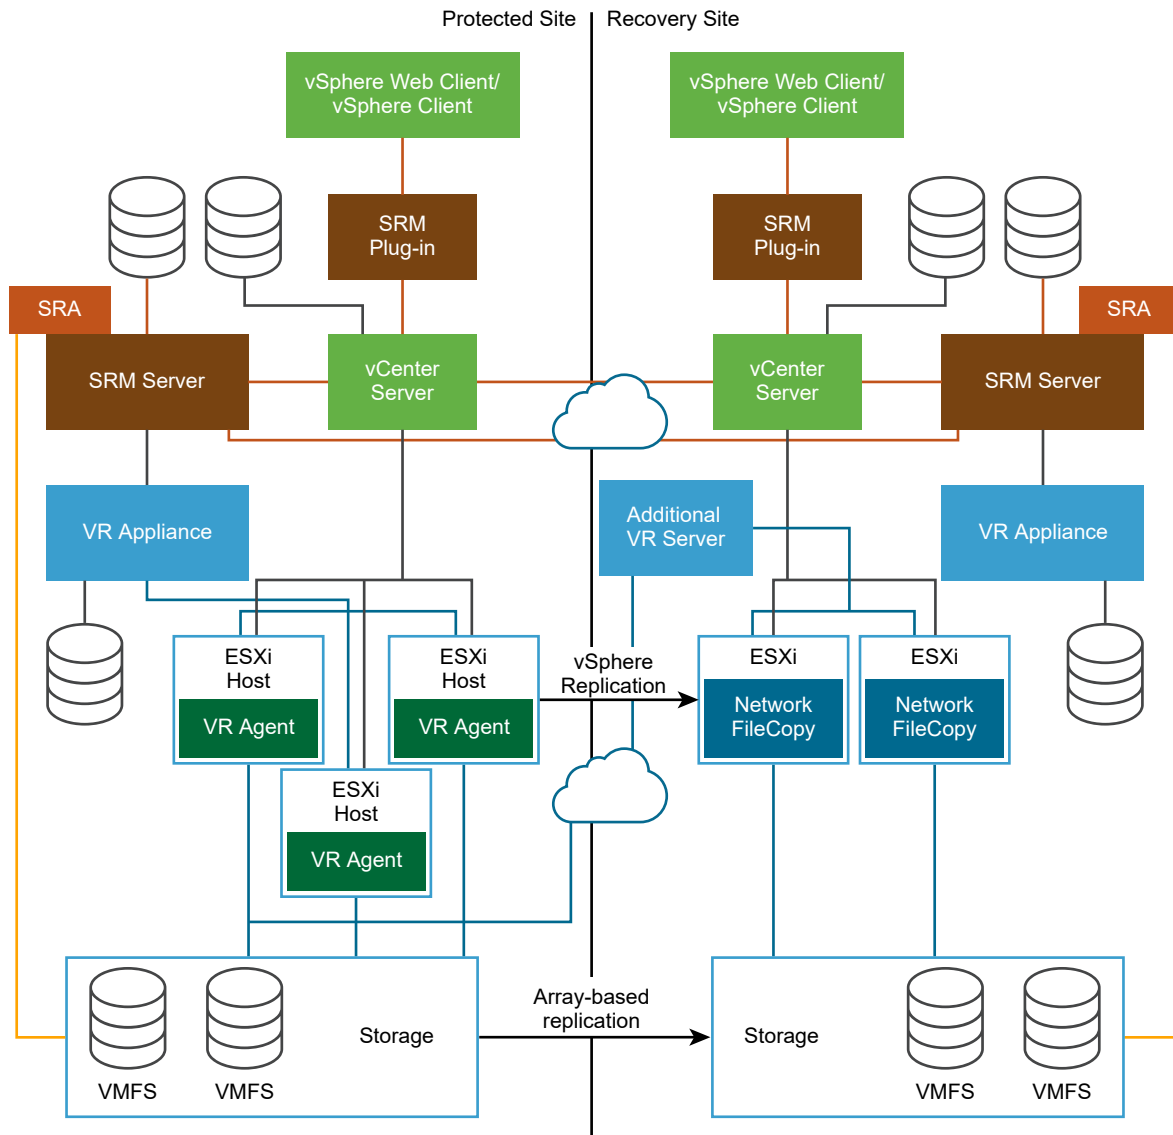 Protected Site
Recovery Site
vSphere Web Client/
vSphere Client
vSphere Web Client/
vSphere Client
SRM
Plug-in
SRM
Plug-in
SRA
SRA
SRM Server
vCenter
Server
vCenter
Server
SRM Server
VR Appliance
Additional
VR Server
VR Appliance
ESXi
Host
VR Agent
ESXi
Host
VR Agent
vSphere
Replication
ESXi
Network
FileCopy
ESXi
Network
FileCopy
ESXi
Host
VR Agent
VMFS
VMFS
Storage
Array-based
replication
Storage
VMFS
VMFS